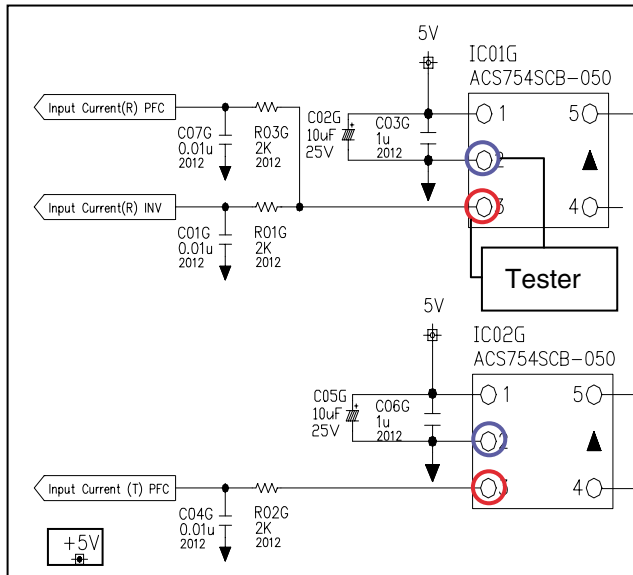 5V
IC01G
ACS754SCB-050
Input Current(R) PFC
C07G
0.01u
2012
R03G
2K
2012
C02G
10uF
25V
C03G
1u
2012
1
5
2
Input Current(R) INV
C01G
0.01u
2012
R01G
2K
2012
3
4
Tester
5V
IC02G
ACS754SCB-050
C05G
10uF
25V
C06G
1u
2012
1
5
2
Input Current (T) PFC
C04G
0.01u
2012
R02G
2K
2012
3
4
+5V